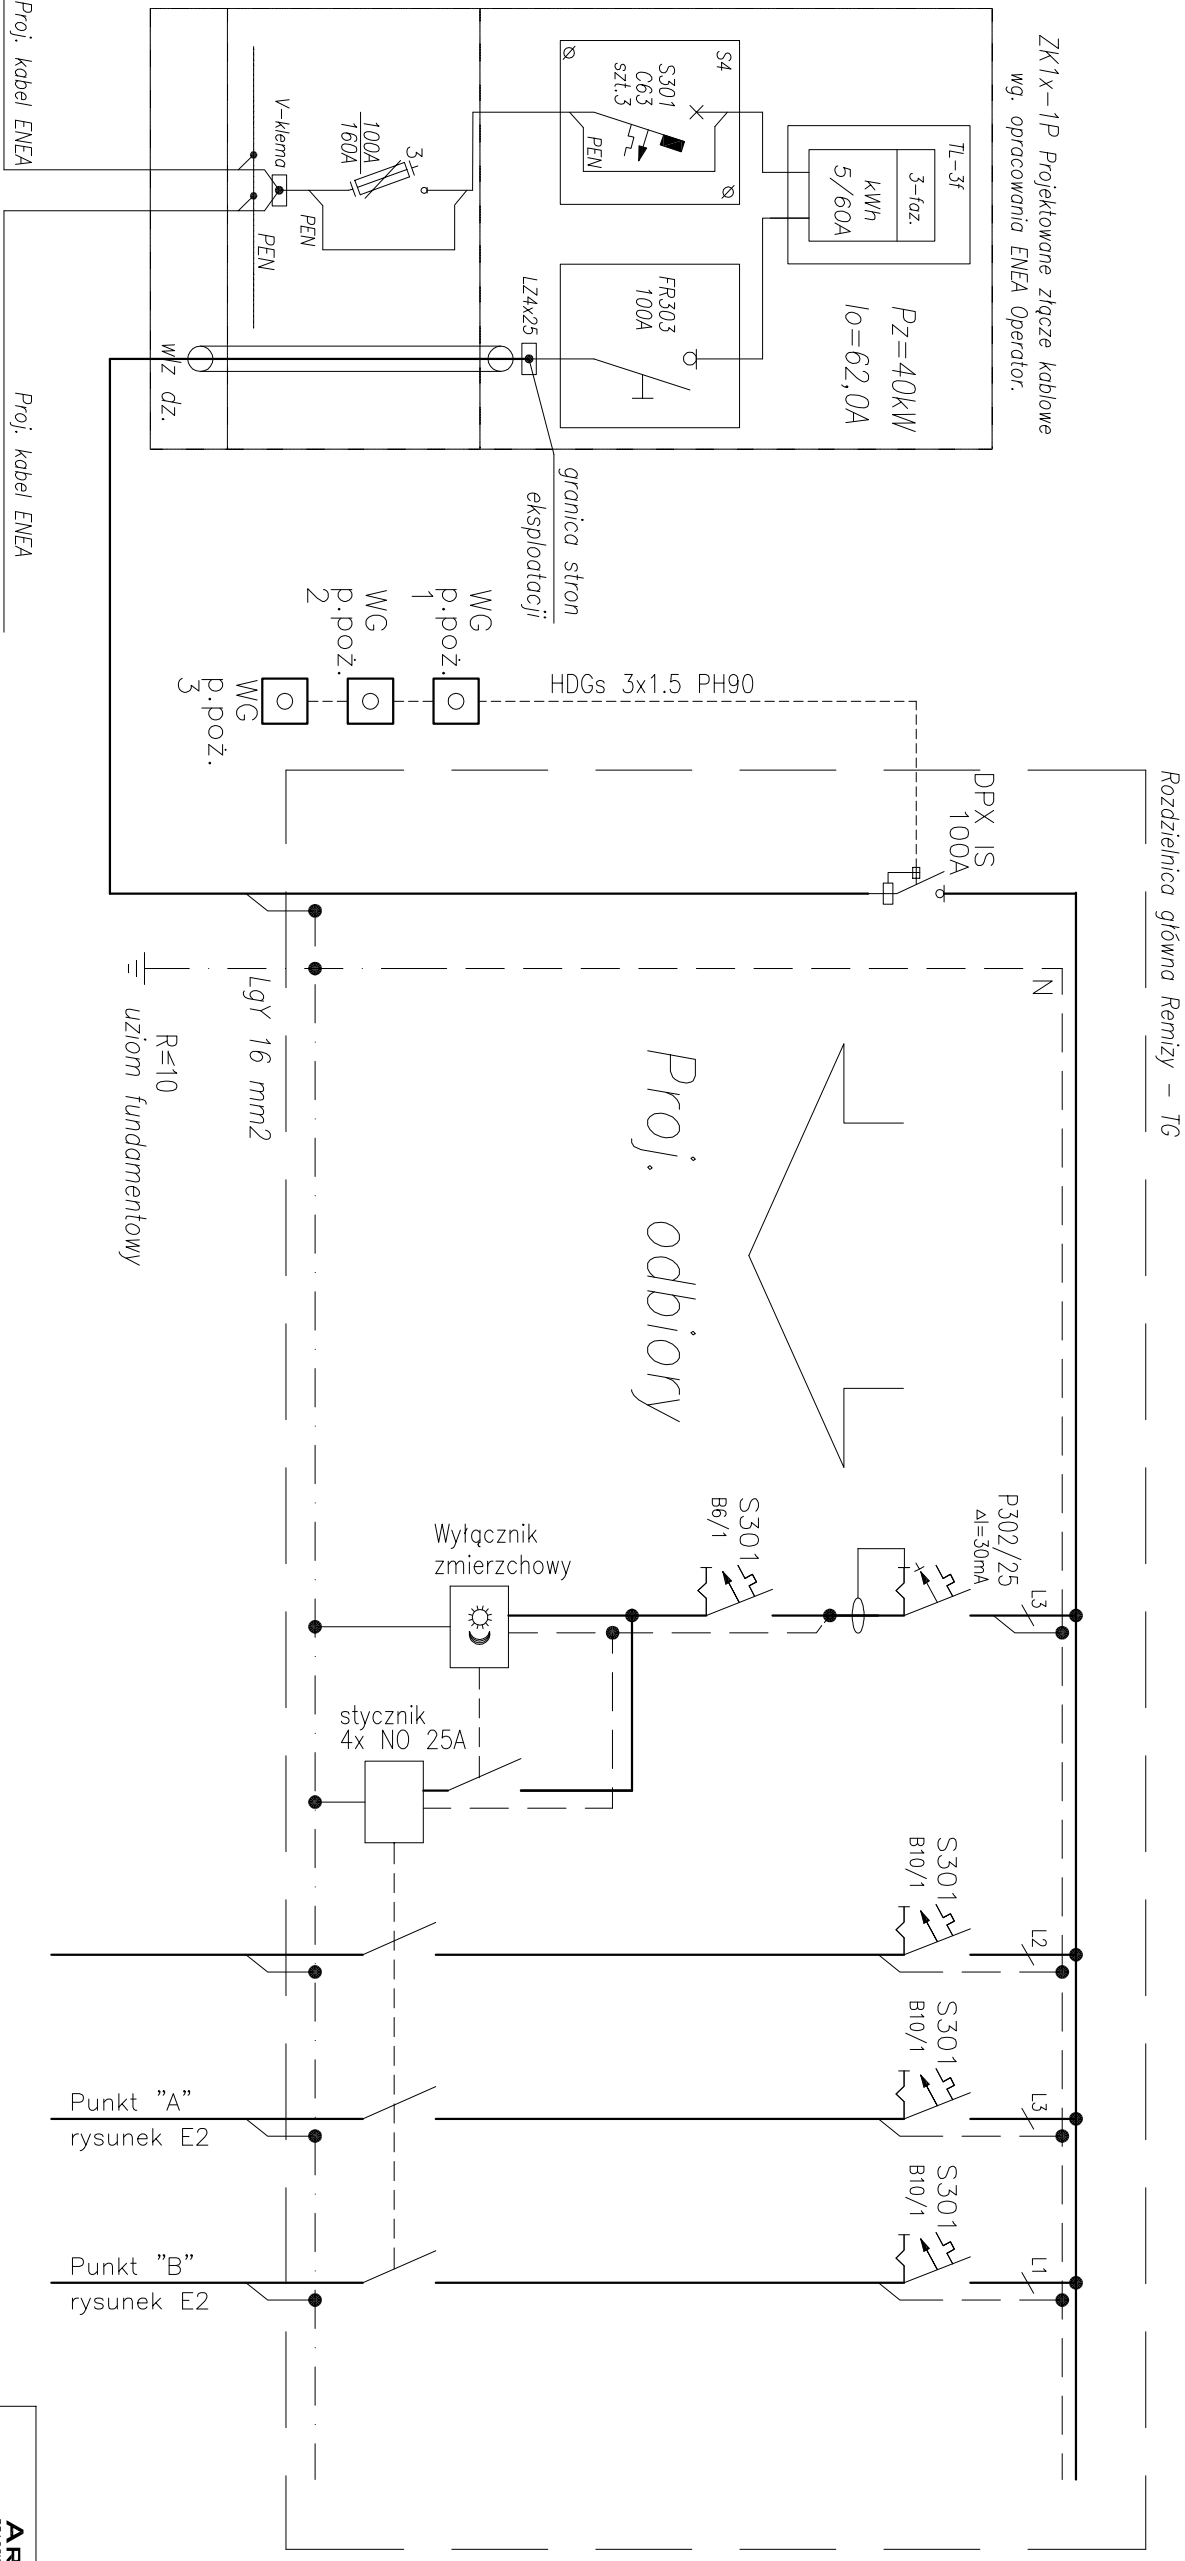 ZK1x-1P Projektowane złącze kablowe
wg. opracowania ENEA Operator.
TL-3f
3-faz.
kWh
5/60A
Pz=40kW
Io=62,0A
S4
S301
C63
szt.3
PEN
FR303
100A
LZ4x25
3
100A
160A
PEN
V-klema
PEN
wlz dz.
Proj. kabel ENEA
Proj. kabel ENEA
granica stron
eksploatacji
WG
p.poż.
1
WG
p.poż.
2
WG
p.poż.
3
HDGs 3x1.5 PH90
Rozdzielnica główna Remizy - TG
DPX IS
100A
N
LgY 16 mm2
R≤10
uziom fundamentowy
Proj. odbiory
P302/25
ΔI=30mA
L3
S301
B6/1
Wyłącznik
zmierzchowy
stycznik
4x NO 25A
S301
B10/1
L2
S301
B10/1
L3
Punkt "A"
rysunek E2
S301
B10/1
L1
Punkt "B"
rysunek E2
AR